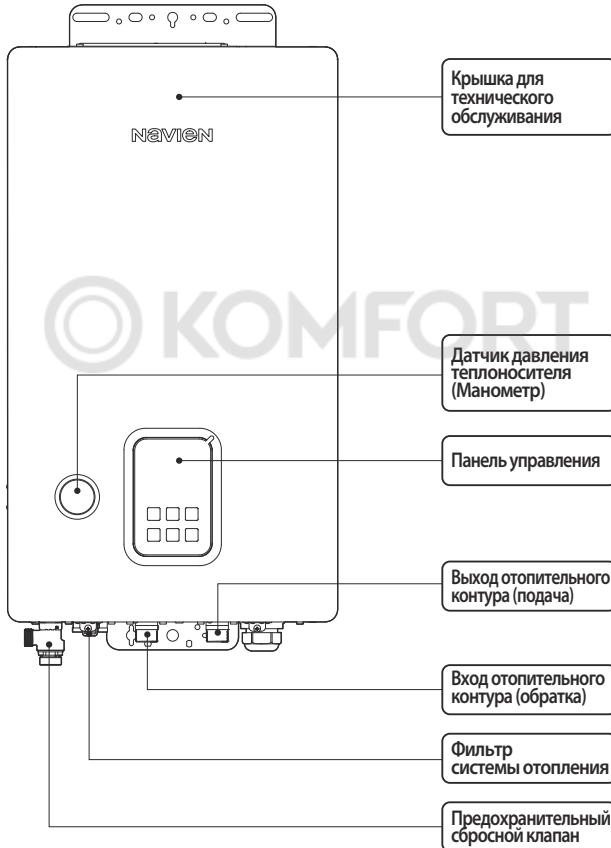 Крышка для
технического
обслуживания
NAVIEN
KOMFORT
Датчик давления
теплоносителя
(Манометр)
Панель управления
Выход отопительного
контура (подача)
Вход отопительного
контура (обратка)
Фильтр
системы отопления
Предохранительный
сбросной клапан